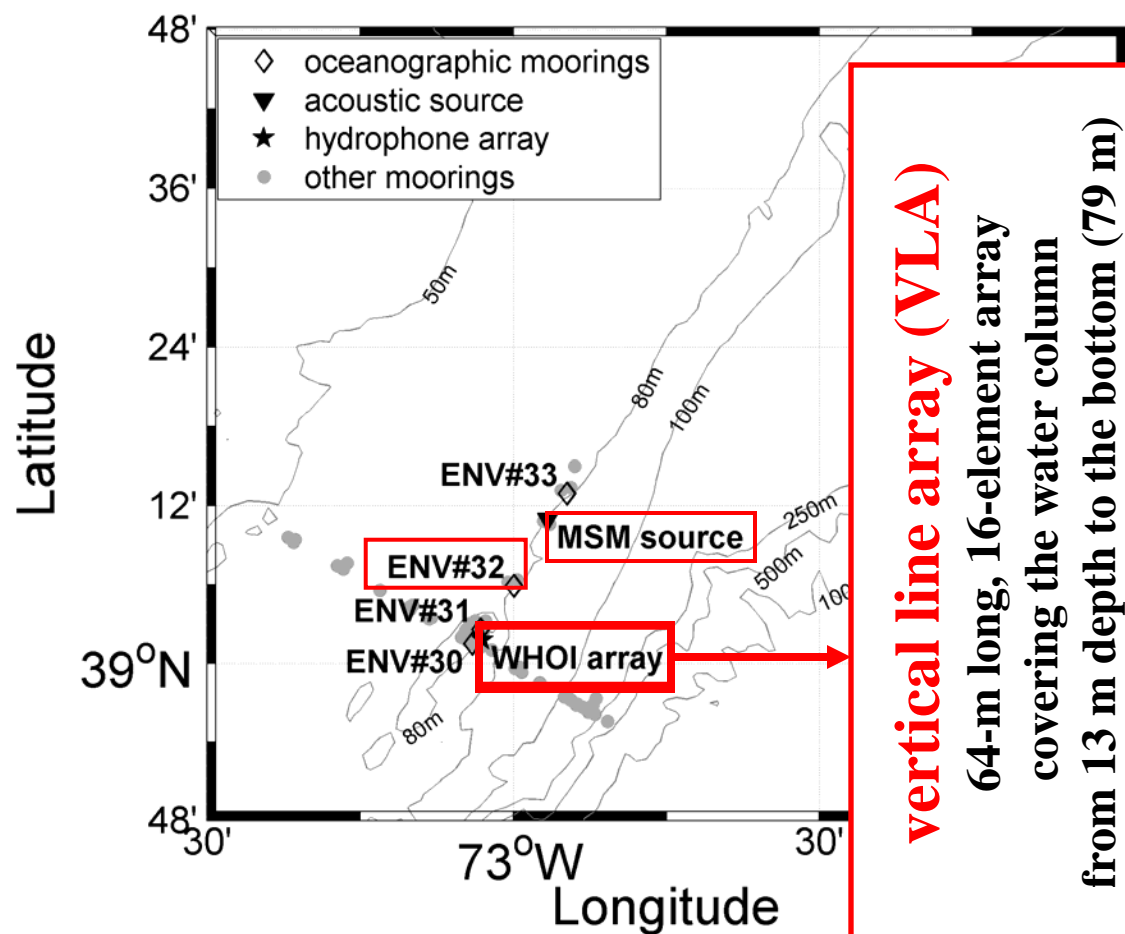 48'
36'
24'
12'
39°N
48'
Latitude
oceanographic moorings
acoustic source
hydrophone array
other moorings
50m
80m
100m
ENV#33
MSM source
250m
ENV#32
500m
ENV#31
ENV#30
WHOI array
80m
30'
73°W
30'
Longitude
vertical line array (VLA)
64-m long, 16-element array
covering the water column
from 13 m depth to the bottom (79 m)